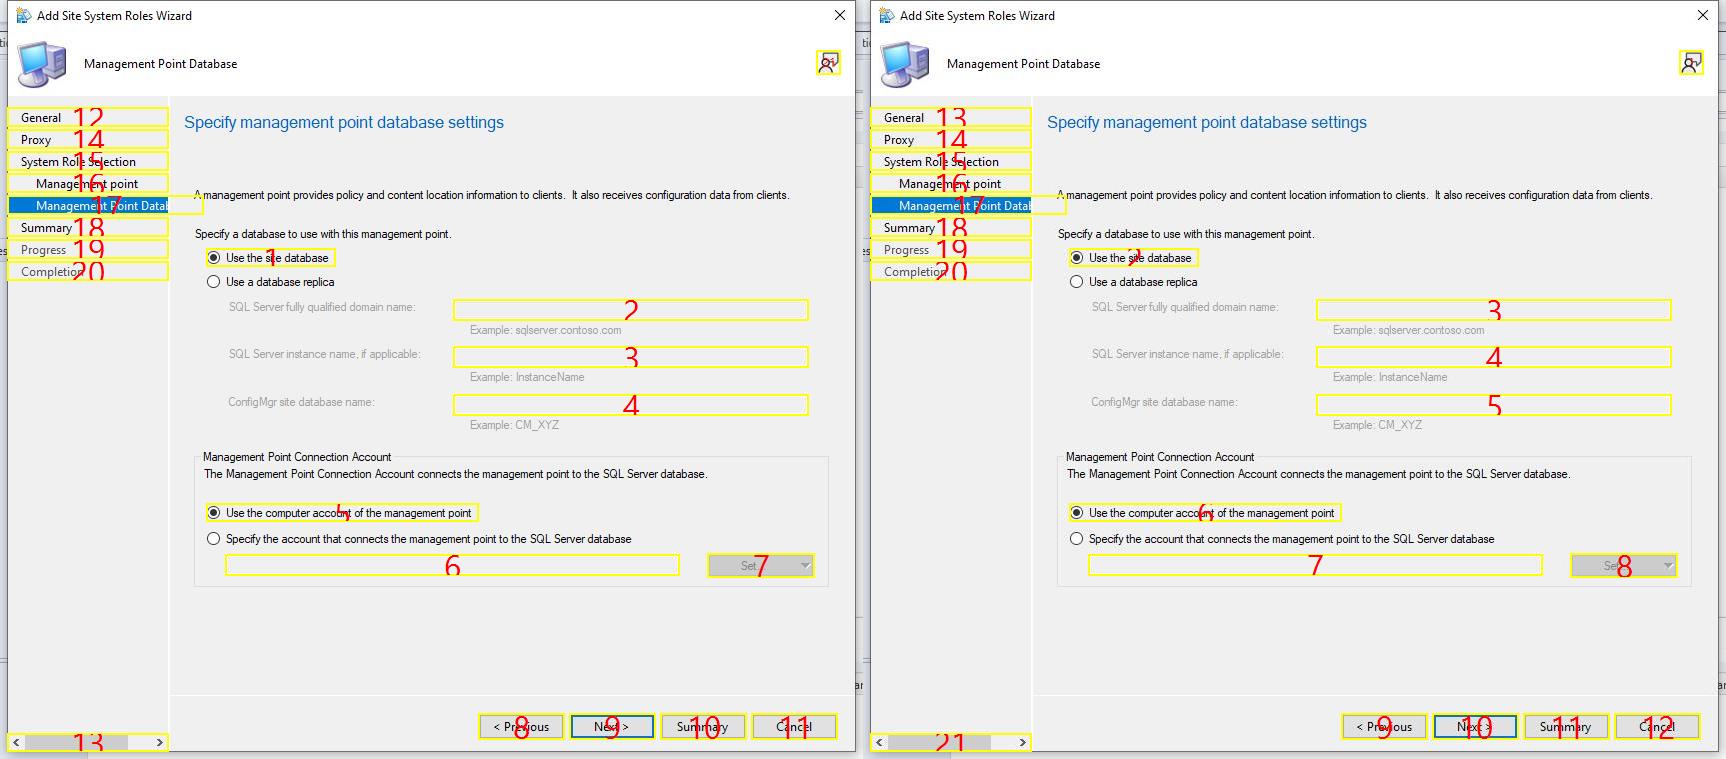 Add Site System Roles Wizard
Management Point Database
General 12
Proxy 14
System Role Selection 15
Management point 16
Management Point Datab 17
Summary 18
Progress 19
Completion 20
13
Specify management point database settings
A management point provides policy and content location information to clients. It also receives configuration data from clients.
Specify a database to use with this management point.
Use the site database 1
Use a database replica
SQL Server fully qualified domain name: 2
Example: sqlserver.contoso.com
SQL Server instance name, if applicable: 3
Example: InstanceName
ConfigMgr site database name: 4
Example: CM_XYZ
Management Point Connection Account
The Management Point Connection Account connects the management point to the SQL Server database.
Use the computer account of the management point 5
Specify the account that connects the management point to the SQL Server database
6 Set... 7
< Previous 8 Next > 9 Summary 10 Cancel 11
Add Site System Roles Wizard
Management Point Database
General 13
Proxy 14
System Role Selection 15
Management point 16
Management Point Datab 17
Summary 18
Progress 19
Completion 20
21
Specify management point database settings
A management point provides policy and content location information to clients. It also receives configuration data from clients.
Specify a database to use with this management point.
Use the site database 2
Use a database replica
SQL Server fully qualified domain name: 3
Example: sqlserver.contoso.com
SQL Server instance name, if applicable: 4
Example: InstanceName
ConfigMgr site database name: 5
Example: CM_XYZ
Management Point Connection Account
The Management Point Connection Account connects the management point to the SQL Server database.
Use the computer account of the management point 6
Specify the account that connects the management point to the SQL Server database
7 Set... 8
< Previous 9 Next > 10 Summary 11 Cancel 12